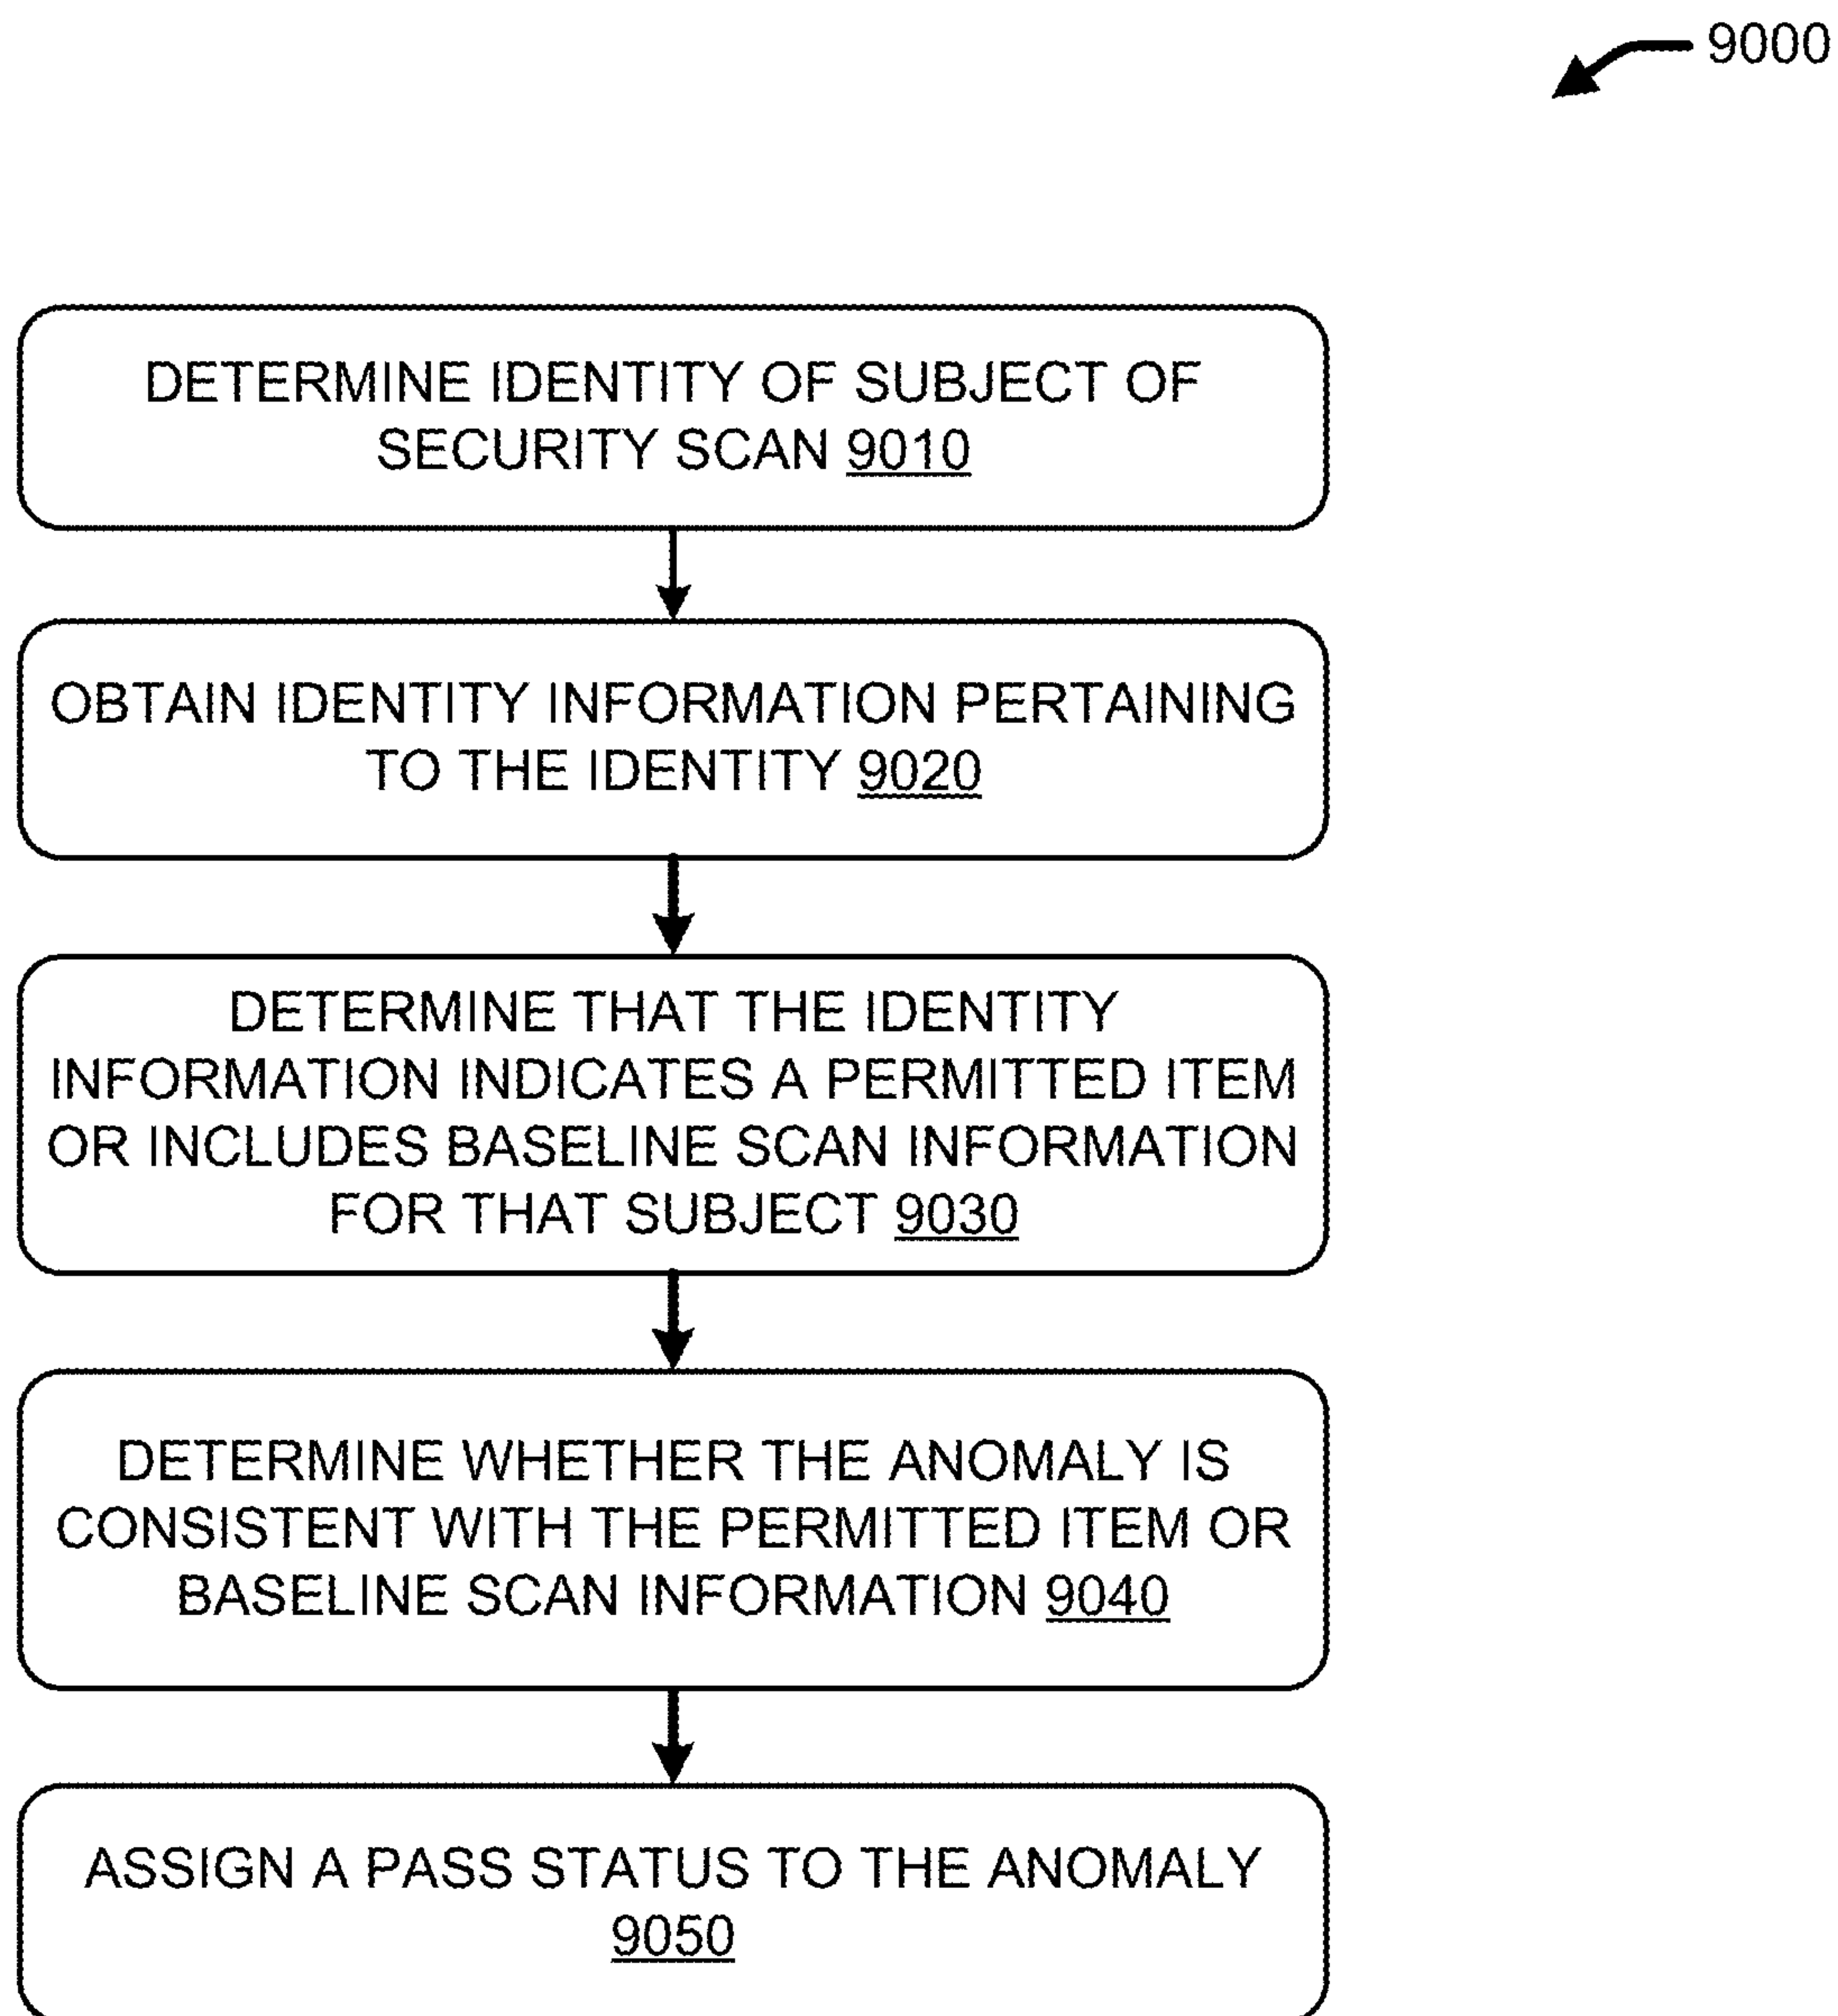 9000
DETERMINE IDENTITY OF SUBJECT OF
SECURITY SCAN 9010
OBTAIN IDENTITY INFORMATION PERTAINING
TO THE IDENTITY 9020
DETERMINE THAT THE IDENTITY
INFORMATION INDICATES A PERMITTED ITEM
OR INCLUDES BASELINE SCAN INFORMATION
FOR THAT SUBJECT 9030
DETERMINE WHETHER THE ANOMALY IS
CONSISTENT WITH THE PERMITTED ITEM OR
BASELINE SCAN INFORMATION 9040
ASSIGN A PASS STATUS TO THE ANOMALY
9050